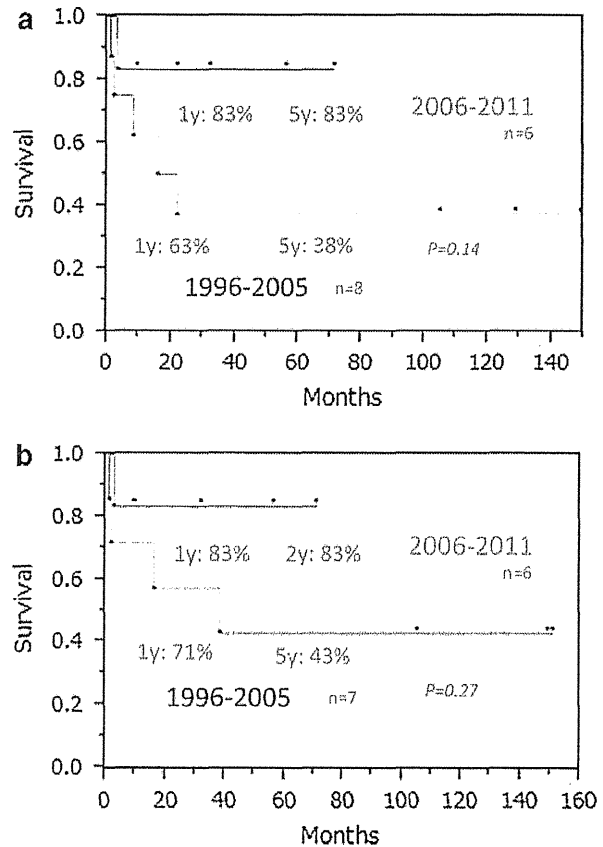 a
1.0
0.8
0.6
0.4
0.2
0.0
Survival
1y: 83% 5y: 83%
2006-2011
n=6
1y: 63% 5y: 38%
P=0.14
1996-2005 n=8
0 20 40 60 80 100 120 140
Months
b
1.0
0.8
0.6
0.4
0.2
0.0
Survival
1y: 83% 2y: 83%
2006-2011
n=6
1y: 71% 5y: 43%
1996-2005 n=7
P=0.27
0 20 40 60 80 100 120 140 160
Months